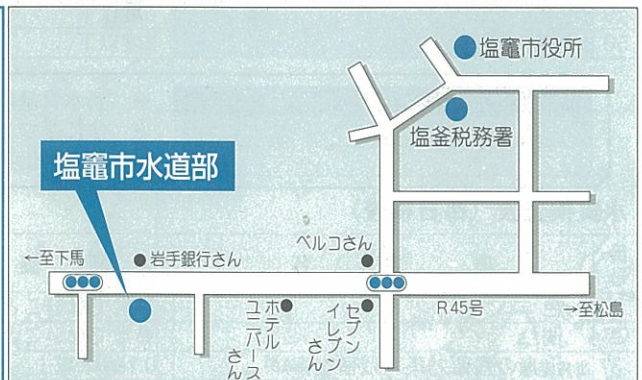 塩竈市役所
塩釜税務署
塩竈市水道部
ベルコさん
←至下馬
岩手銀行さん
R45号
→至松島
ホテル
ユニバース
さん
セブン
イレブン
さん